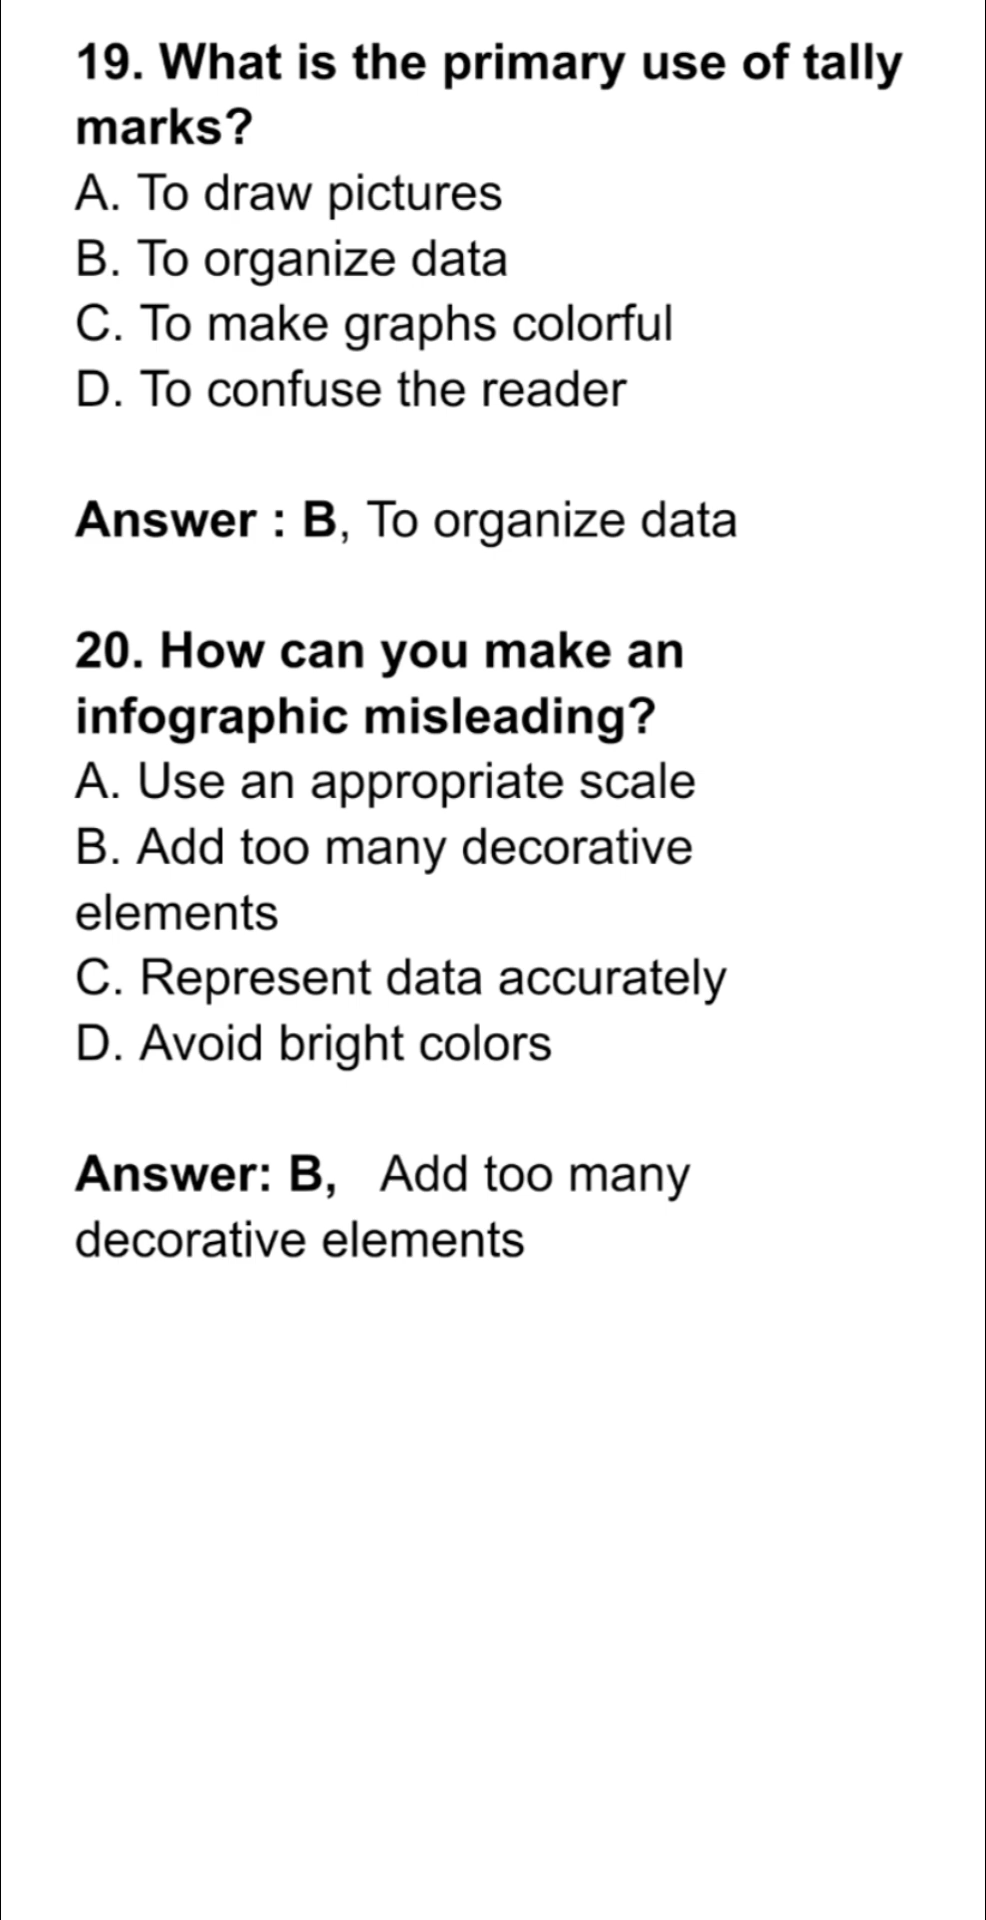 19. What is the primary use of tally
marks?
A. To draw pictures
B. To organize data
C. To make graphs colorful
D. To confuse the reader
Answer : B, To organize data
20. How can you make an
infographic misleading?
A. Use an appropriate scale
B. Add too many decorative
elements
C. Represent data accurately
D. Avoid bright colors
Answer: B, Add too many
decorative elements